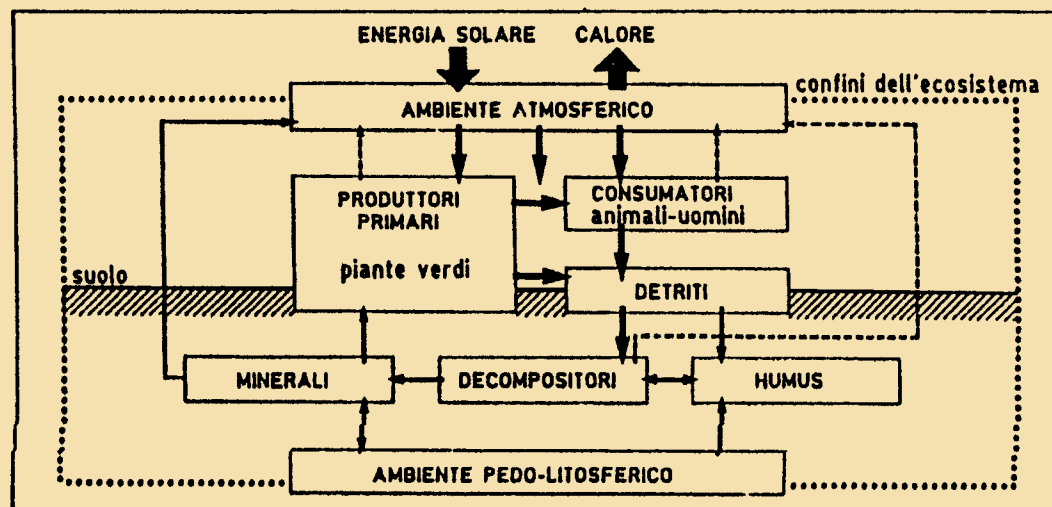 ENERGIA SOLARE CALORE
confini dell'ecosistema
AMBIENTE ATMOSFERICO
PRODUTTORI
PRIMARI
piante verdi
CONSUMATORI
animali-uomini
suolo
DETRITI
MINERALI
DECOMPOSITORI
HUMUS
AMBIENTE PEDO-LITOSFERICO